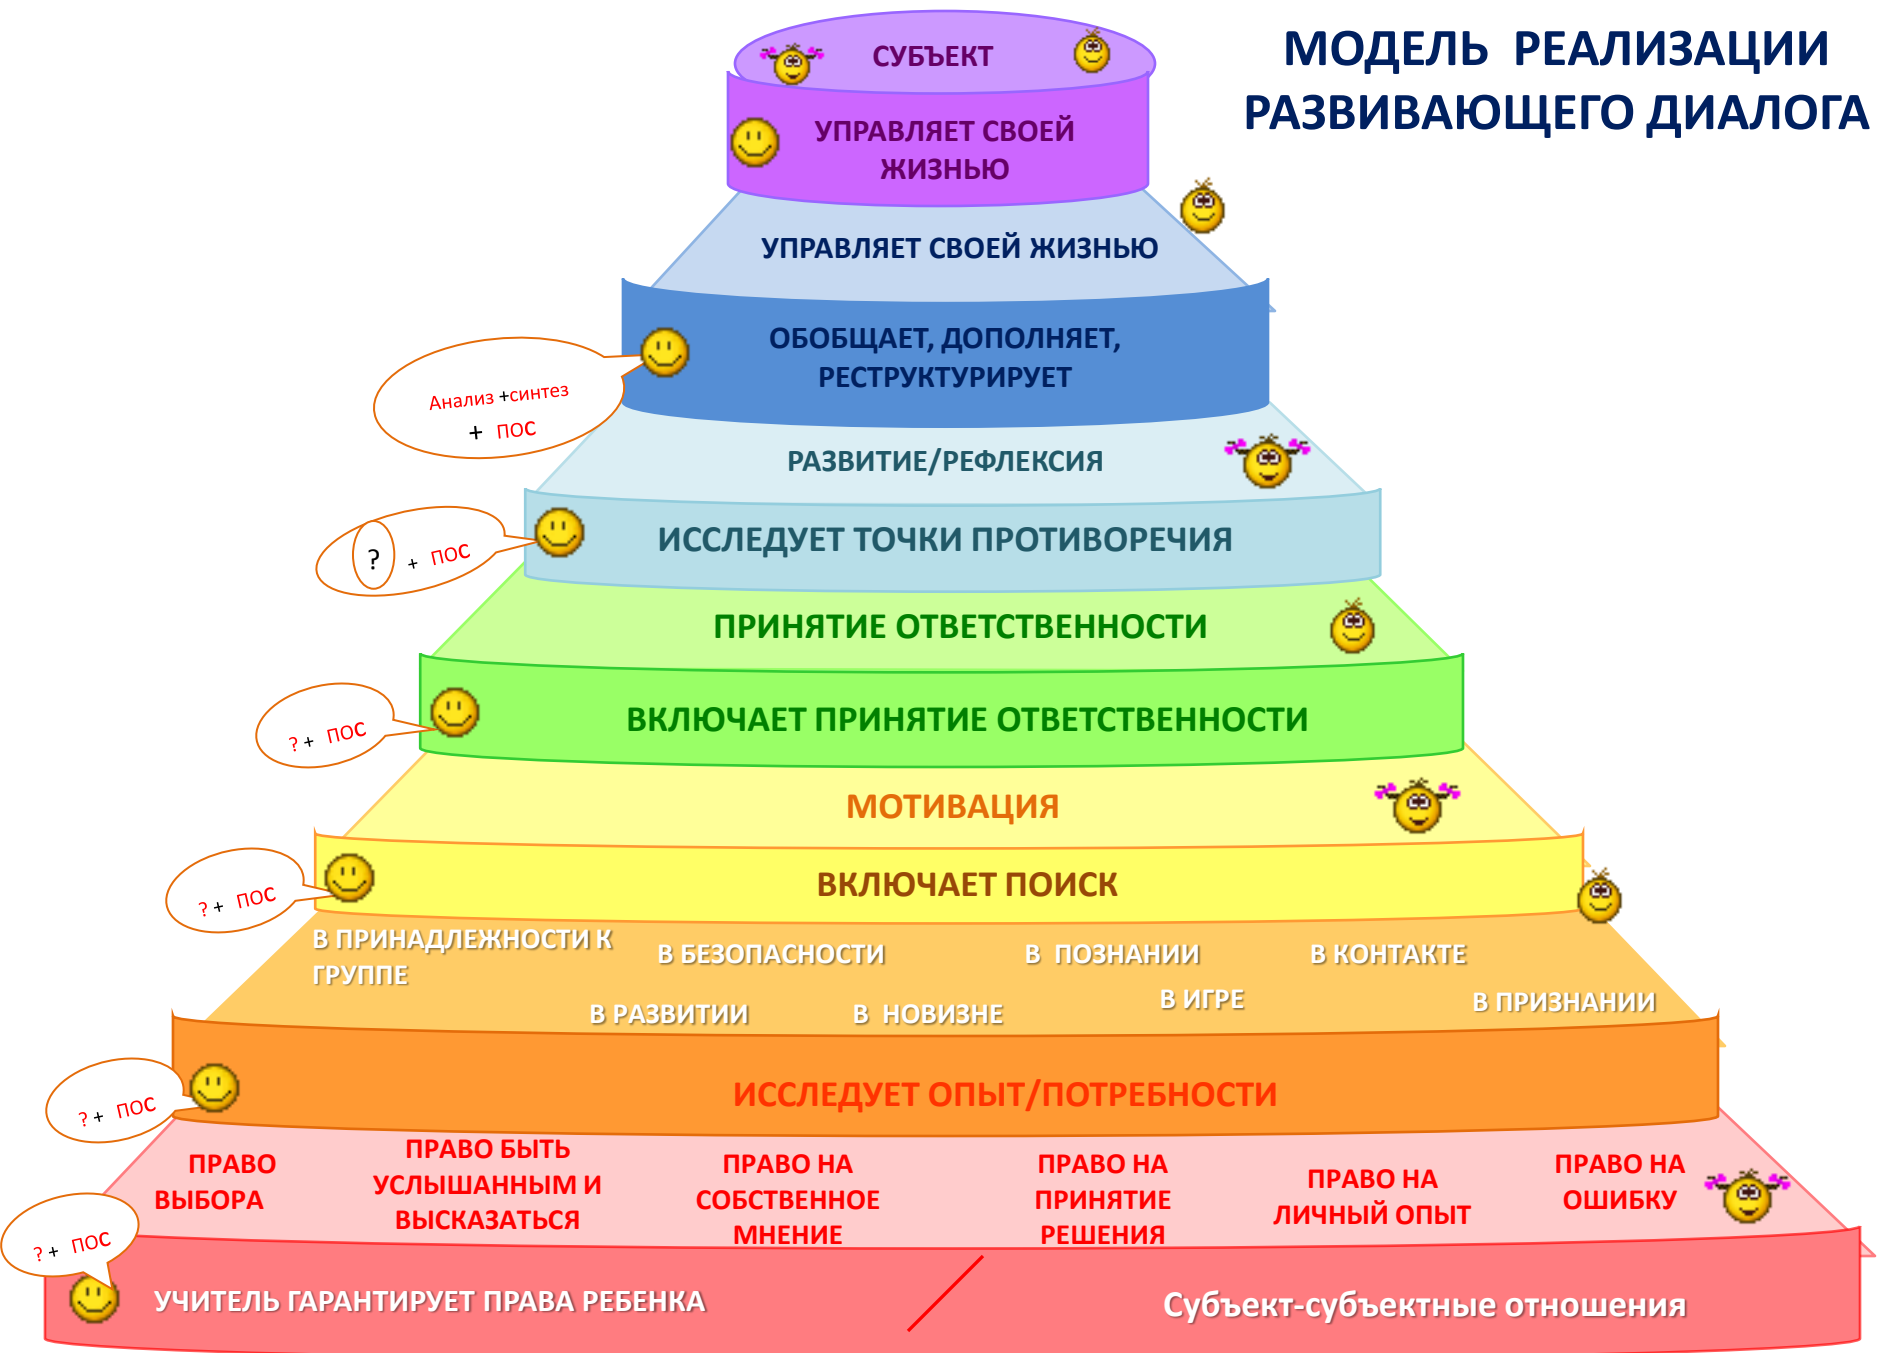 МОДЕЛЬ РЕАЛИЗАЦИИ
РАЗВИВАЮЩЕГО ДИАЛОГА
СУБЪЕКТ
УПРАВЛЯЕТ СВОЕЙ
ЖИЗНЬЮ
УПРАВЛЯЕТ СВОЕЙ ЖИЗНЬЮ
ОБОБЩАЕТ, ДОПОЛНЯЕТ,
РЕСТРУКТУРИРУЕТ
Анализ +синтез
+ ПОС
РАЗВИТИЕ/РЕФЛЕКСИЯ
ИССЛЕДУЕТ ТОЧКИ ПРОТИВОРЕЧИЯ
? + ПОС
ПРИНЯТИЕ ОТВЕТСТВЕННОСТИ
ВКЛЮЧАЕТ ПРИНЯТИЕ ОТВЕТСТВЕННОСТИ
? + ПОС
МОТИВАЦИЯ
ВКЛЮЧАЕТ ПОИСК
? + ПОС
В ПРИНАДЛЕЖНОСТИ К
ГРУППЕ
В БЕЗОПАСНОСТИ
В ПОЗНАНИИ
В КОНТАКТЕ
В РАЗВИТИИ
В НОВИЗНЕ
В ИГРЕ
В ПРИЗНАНИИ
ИССЛЕДУЕТ ОПЫТ/ПОТРЕБНОСТИ
? + ПОС
ПРАВО
ВЫБОРА
ПРАВО БЫТЬ
УСЛЫШАННЫМ И
ВЫСКАЗАТЬСЯ
ПРАВО НА
СОБСТВЕННОЕ
МНЕНИЕ
ПРАВО НА
ПРИНЯТИЕ
РЕШЕНИЯ
ПРАВО НА
ЛИЧНЫЙ ОПЫТ
ПРАВО НА
ОШИБКУ
? + ПОС
УЧИТЕЛЬ ГАРАНТИРУЕТ ПРАВА РЕБЕНКА
Субъект-субъектные отношения